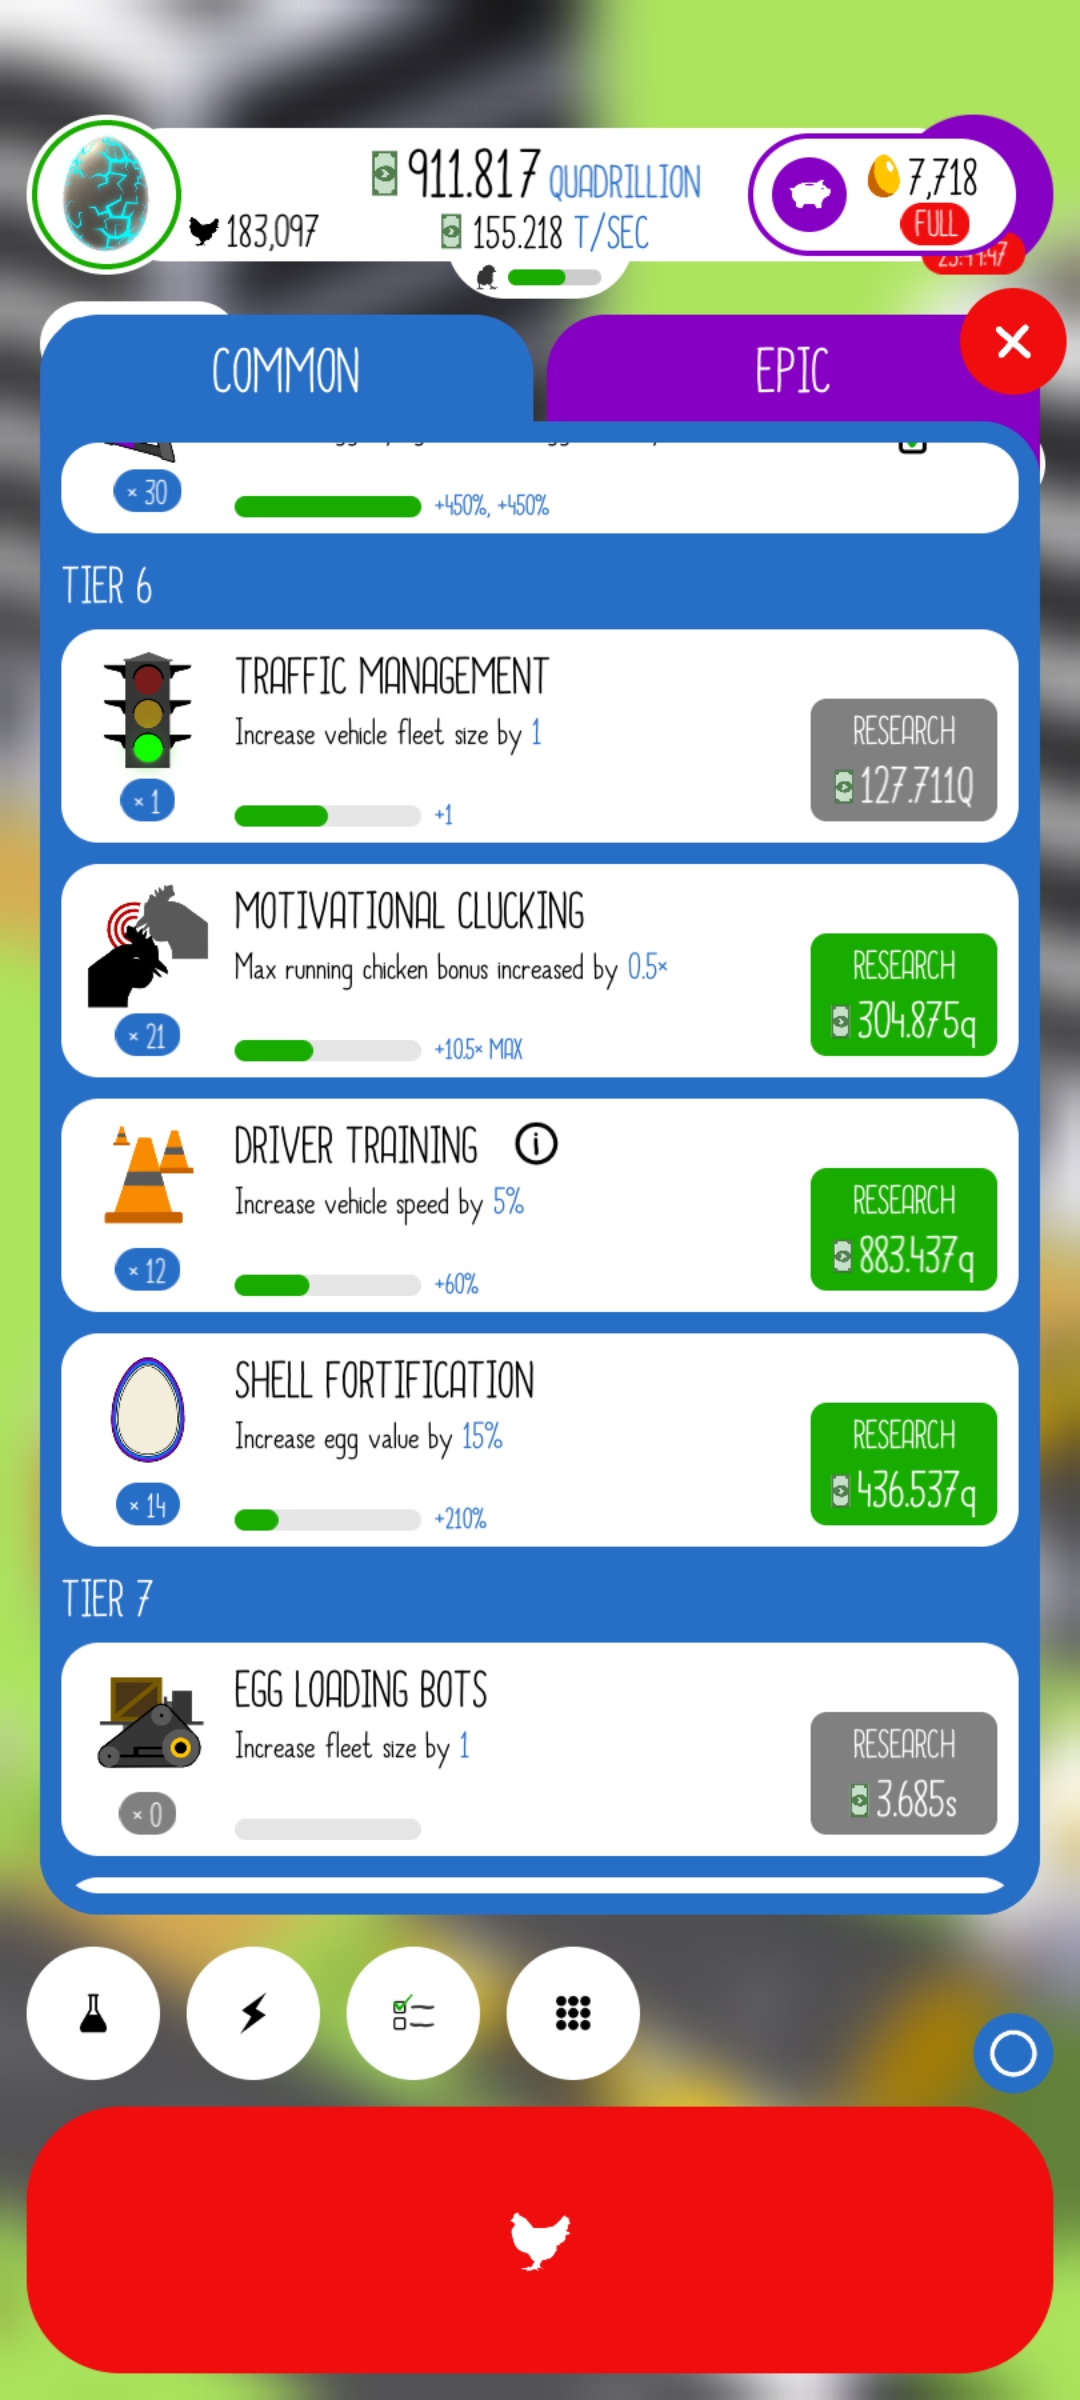 911.817 QUADRILLION
183,097
155.218 T/SEC
7,718
FULL
COMMON
EPIC
× 30
+450%, +450%
TIER 6
TRAFFIC MANAGEMENT
Increase vehicle fleet size by 1
RESEARCH
127.711Q
× 1
+1
MOTIVATIONAL CLUCKING
Max running chicken bonus increased by 0.5×
RESEARCH
304.875q
× 21
+10.5× MAX
DRIVER TRAINING
Increase vehicle speed by 5%
RESEARCH
883.437q
× 12
+60%
SHELL FORTIFICATION
Increase egg value by 15%
RESEARCH
436.537q
× 14
+210%
TIER 7
EGG LOADING BOTS
Increase fleet size by 1
RESEARCH
3.685s
× 0